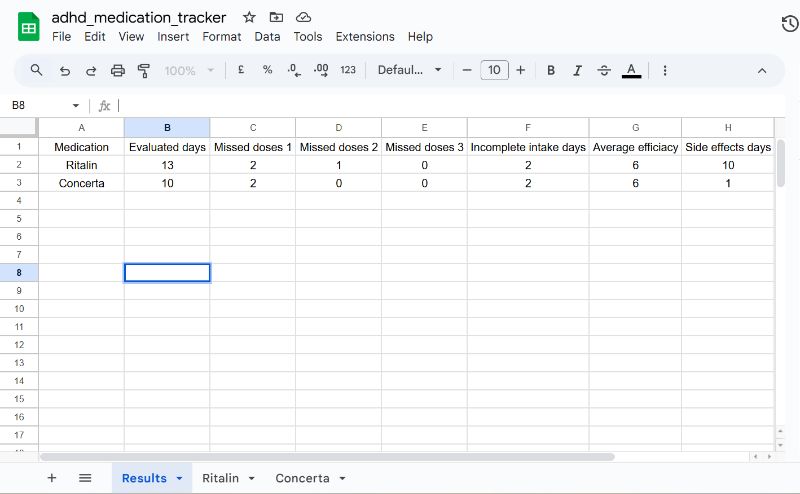 adhd_medication_tracker
File Edit View Insert Format Data Tools Extensions Help
100% £ % .0 .00 123 Defaul... − 10 + B I S A
B8 fx
A B C D E F G H
1 Medication Evaluated days Missed doses 1 Missed doses 2 Missed doses 3 Incomplete intake days Average efficiacy Side effects days
2 Ritalin 13 2 1 0 2 6 10
3 Concerta 10 2 0 0 2 6 1
4
5
6
7
8
9
10
11
12
13
14
15
16
17
+ Results Ritalin Concerta